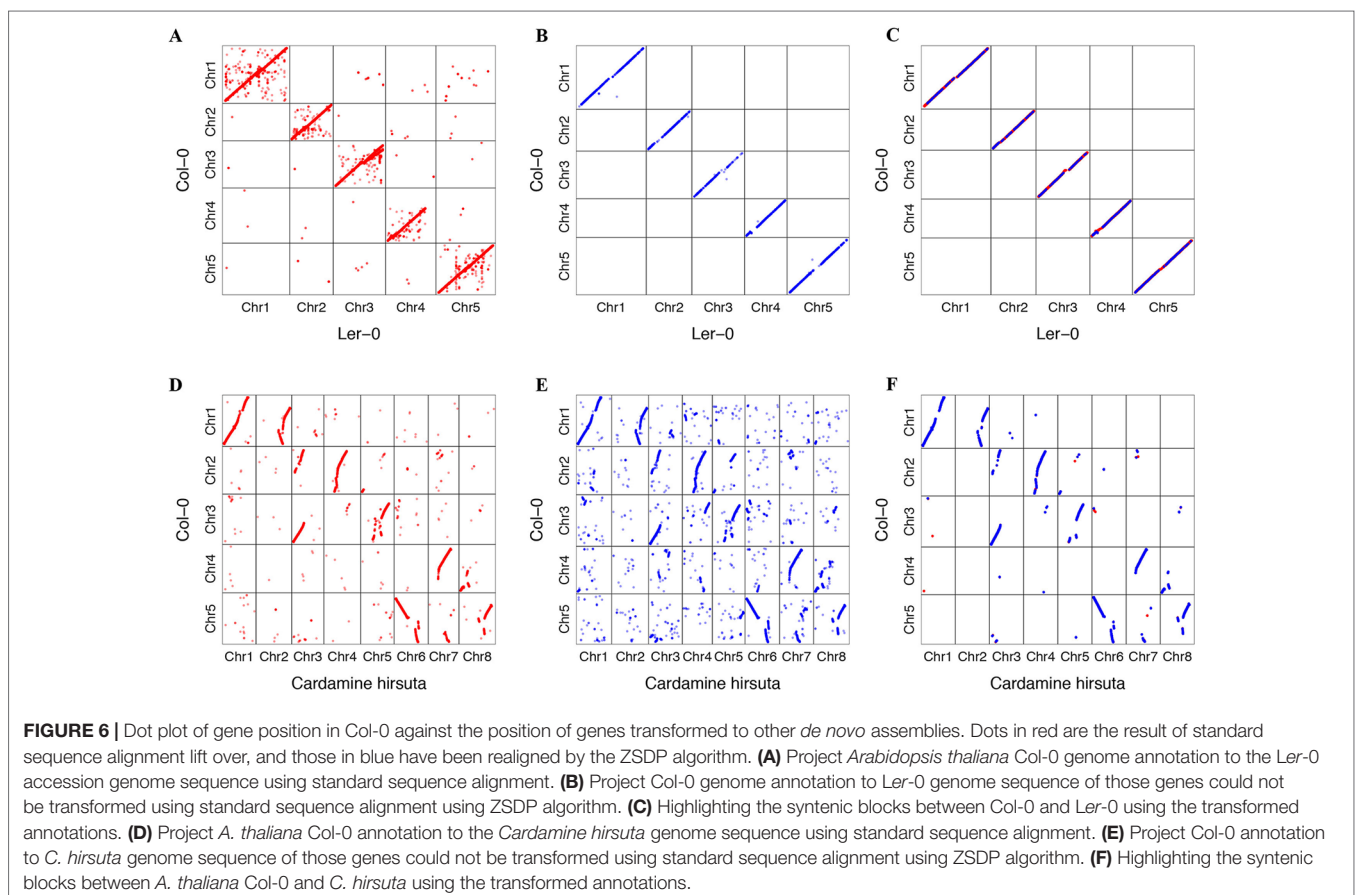 A
B
C
Chr1
Chr2
Chr3
Chr4
Chr5
Col–0
Chr1 Chr2 Chr3 Chr4 Chr5
Ler–0
Chr1
Chr2
Chr3
Chr4
Chr5
Col–0
Chr1 Chr2 Chr3 Chr4 Chr5
Ler–0
Chr1
Chr2
Chr3
Chr4
Chr5
Col–0
Chr1 Chr2 Chr3 Chr4 Chr5
Ler–0
D
E
F
Chr1
Chr2
Chr3
Chr4
Chr5
Col–0
Chr1 Chr2 Chr3 Chr4 Chr5 Chr6 Chr7 Chr8
Cardamine hirsuta
Chr1
Chr2
Chr3
Chr4
Chr5
Col–0
Chr1 Chr2 Chr3 Chr4 Chr5 Chr6 Chr7 Chr8
Cardamine hirsuta
Chr1
Chr2
Chr3
Chr4
Chr5
Col–0
Chr1 Chr2 Chr3 Chr4 Chr5 Chr6 Chr7 Chr8
Cardamine hirsuta
FIGURE 6 | Dot plot of gene position in Col-0 against the position of genes transformed to other de novo assemblies. Dots in red are the result of standard
sequence alignment lift over, and those in blue have been realigned by the ZSDP algorithm. (A) Project Arabidopsis thaliana Col-0 genome annotation to the Ler-0
accession genome sequence using standard sequence alignment. (B) Project Col-0 genome annotation to Ler-0 genome sequence of those genes could not
be transformed using standard sequence alignment using ZSDP algorithm. (C) Highlighting the syntenic blocks between Col-0 and Ler-0 using the transformed
annotations. (D) Project A. thaliana Col-0 annotation to the Cardamine hirsuta genome sequence using standard sequence alignment. (E) Project Col-0 annotation
to C. hirsuta genome sequence of those genes could not be transformed using standard sequence alignment using ZSDP algorithm. (F) Highlighting the syntenic
blocks between A. thaliana Col-0 and C. hirsuta using the transformed annotations.